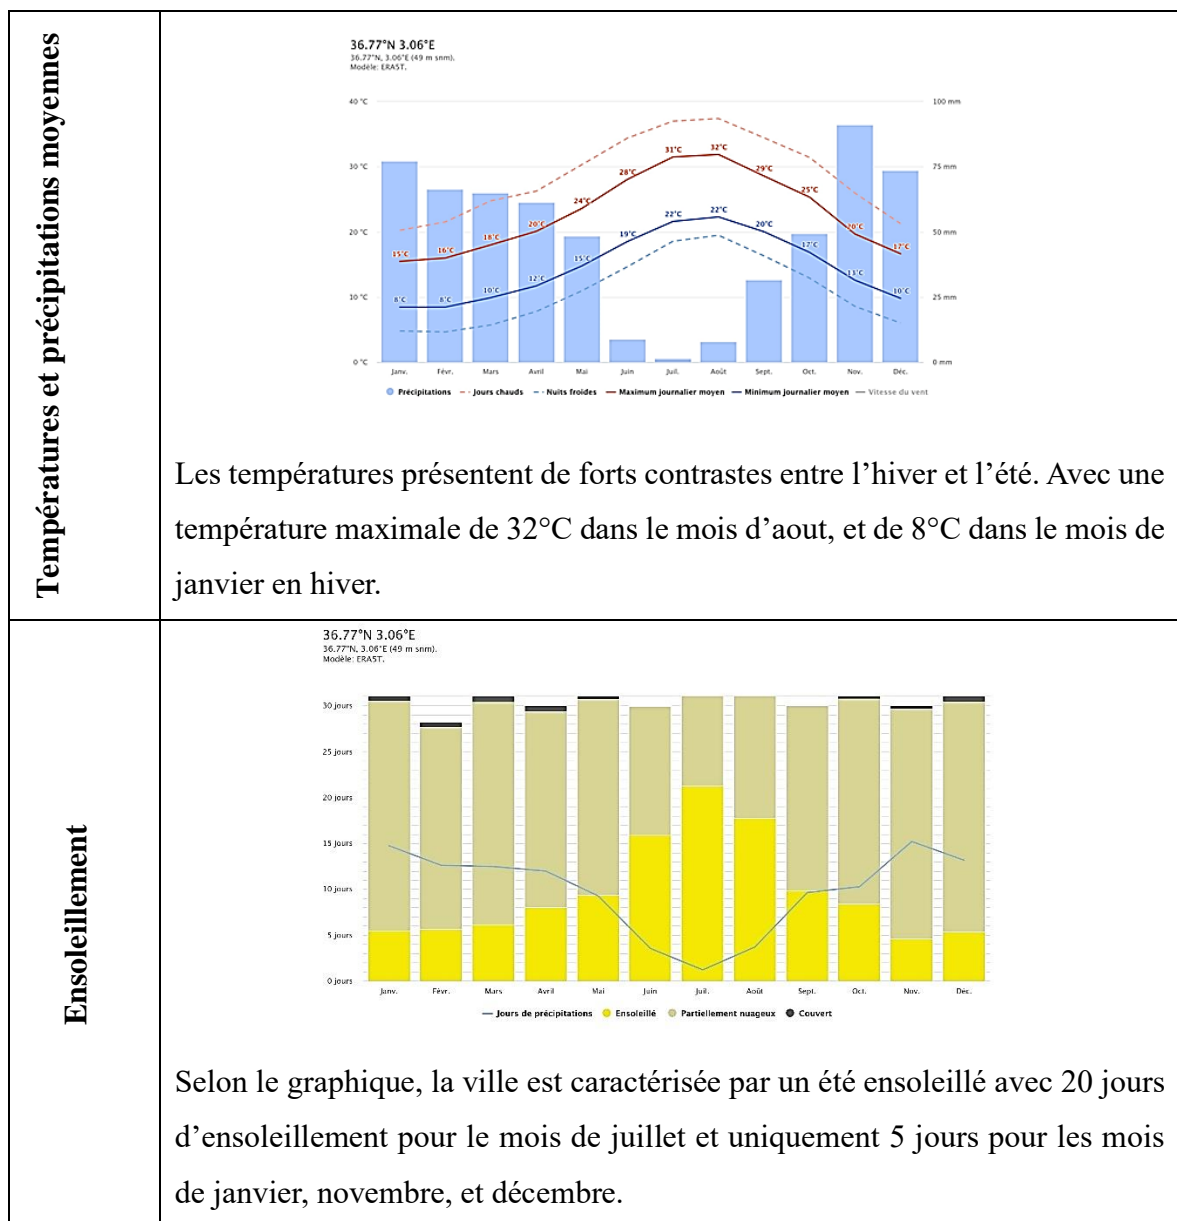 Températures et précipitations moyennes
36.77°N 3.06°E
36.77°N, 3.06°E (49 m snm).
Modèle: ERA5T.
40 °C
100 mm
30 °C
75 mm
20 °C
50 mm
10 °C
25 mm
0 °C
0 mm
15°C 16°C 18°C 20°C 24°C 28°C 31°C 32°C 29°C 25°C 20°C 17°C
8°C 8°C 10°C 12°C 15°C 19°C 22°C 22°C 20°C 17°C 13°C 10°C
Janv. Févr. Mars Avril Mai Juin Juil. Août Sept. Oct. Nov. Déc.
Précipitations Jours chauds Nuits froides Maximum journalier moyen Minimum journalier moyen Vitesse du vent
Les températures présentent de forts contrastes entre l’hiver et l’été. Avec une
température maximale de 32°C dans le mois d’aout, et de 8°C dans le mois de
janvier en hiver.
Ensoleillement
36.77°N 3.06°E
36.77°N, 3.06°E (49 m snm).
Modèle: ERA5T.
30 jours
25 jours
20 jours
15 jours
10 jours
5 jours
0 jours
Janv. Févr. Mars Avril Mai Juin Juil. Août Sept. Oct. Nov. Déc.
Jours de précipitations Ensoleillé Partiellement nuageux Couvert
Selon le graphique, la ville est caractérisée par un été ensoleillé avec 20 jours
d’ensoleillement pour le mois de juillet et uniquement 5 jours pour les mois
de janvier, novembre, et décembre.